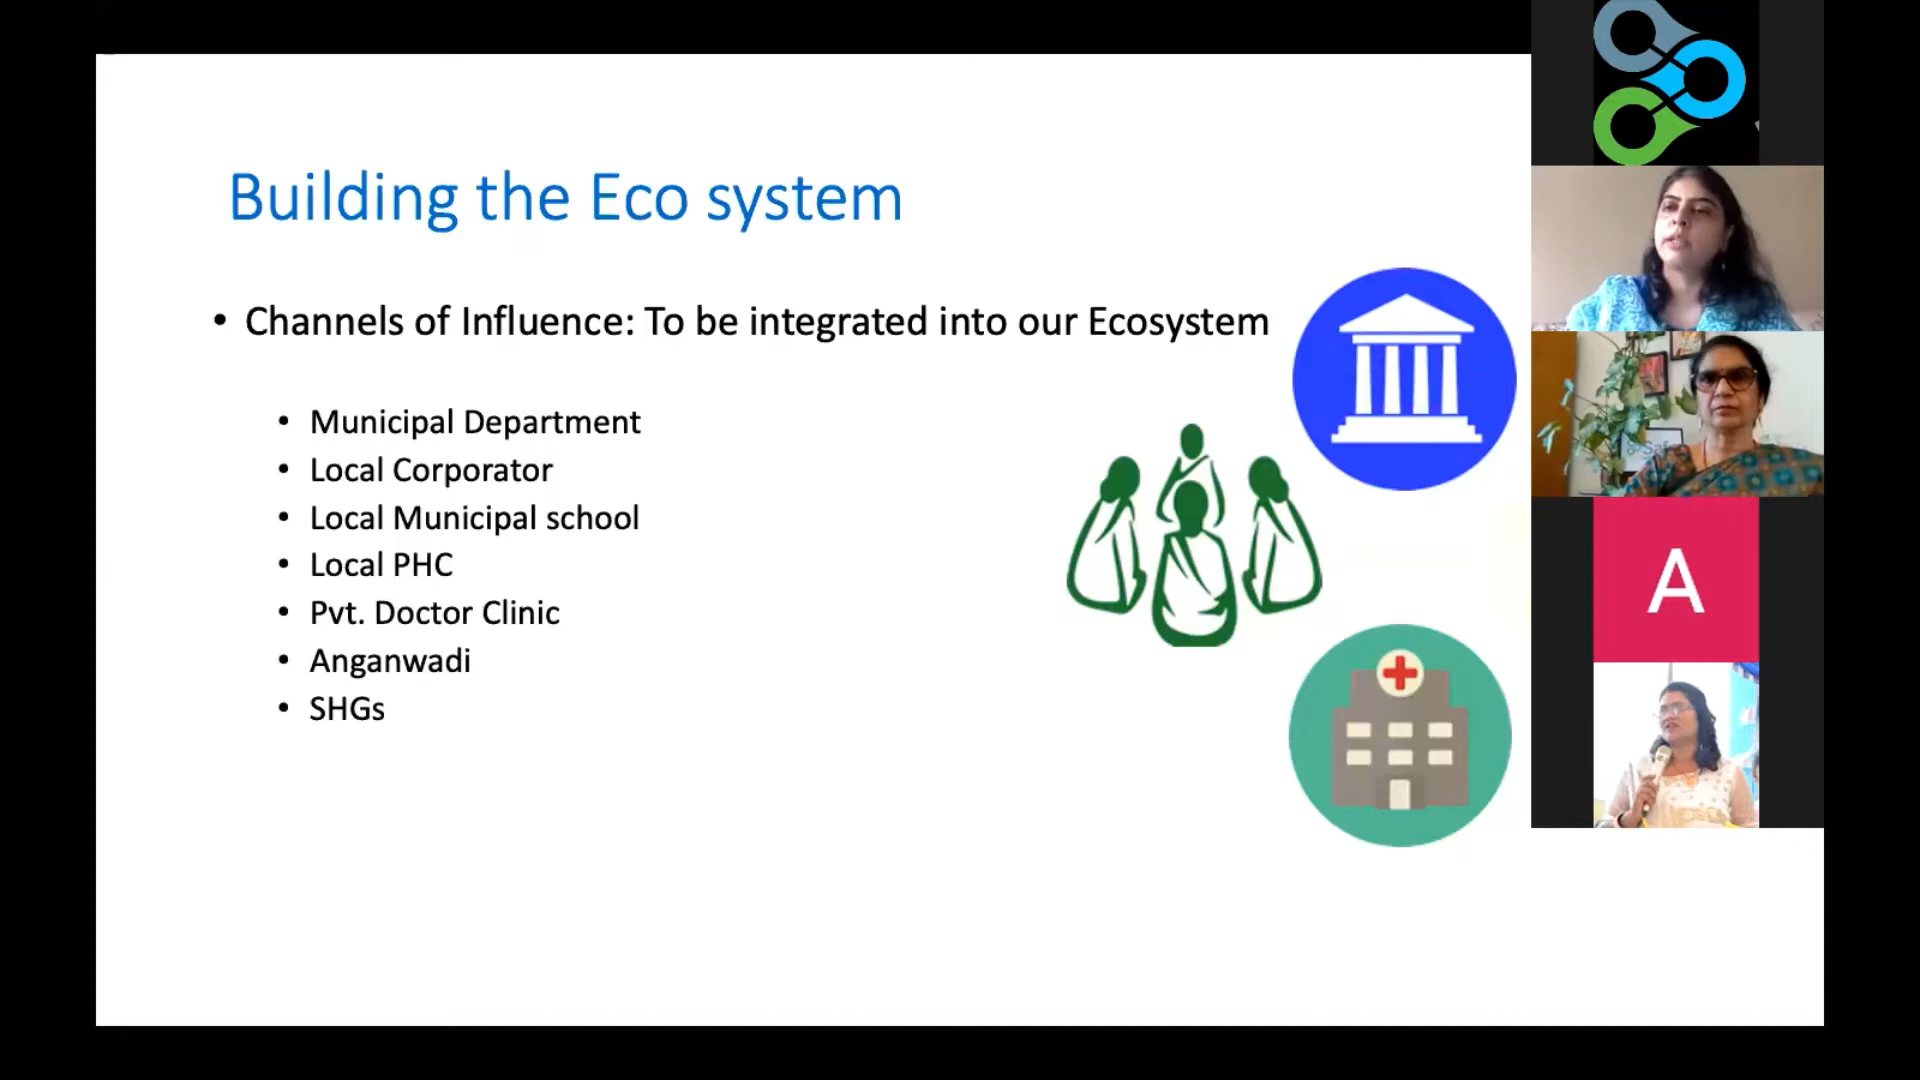 Building the Eco system
• Channels of Influence: To be integrated into our Ecosystem
• Municipal Department
• Local Corporator
• Local Municipal school
• Local PHC
• Pvt. Doctor Clinic
• Anganwadi
• SHGs
A